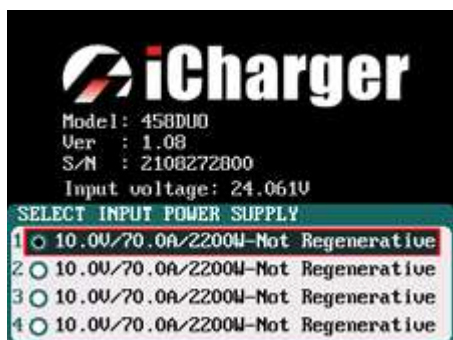 iCharger
Model: 458DUO
Ver : 1.08
S/N : 2108272800
Input voltage: 24.061V
SELECT INPUT POWER SUPPLY
1 10.0V/70.0A/2200W-Not Regenerative
2 10.0V/70.0A/2200W-Not Regenerative
3 10.0V/70.0A/2200W-Not Regenerative
4 10.0V/70.0A/2200W-Not Regenerative